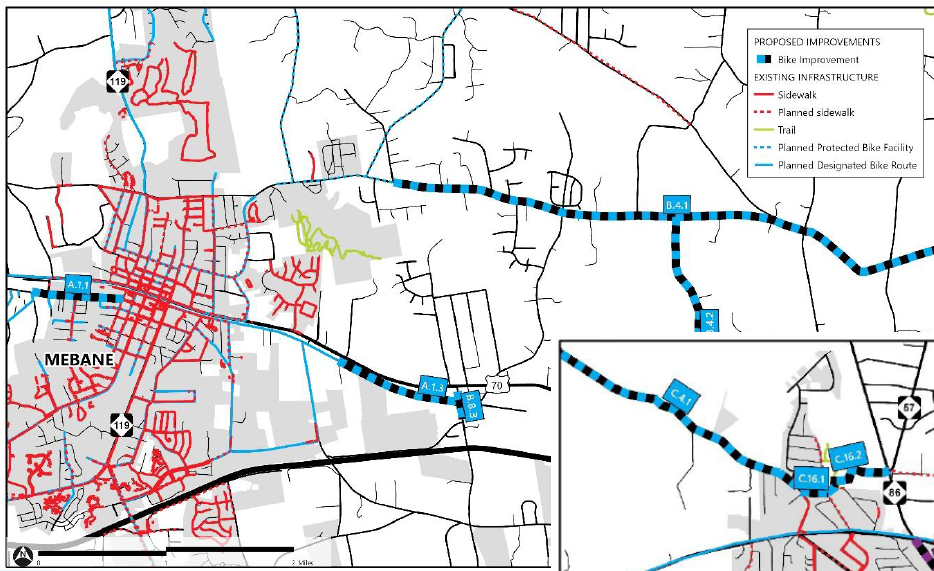 PROPOSED IMPROVEMENTS
Bike Improvement
EXISTING INFRASTRUCTURE
Sidewalk
Planned sidewalk
Trail
Planned Protected Bike Facility
Planned Designated Bike Route
119
B.4.1
A.1.1
B.4.2
MEBANE
A.1.3
70
B.8.3
119
C.4.1
57
C.16.2
C.16.1
86
N
0
1
2 Miles